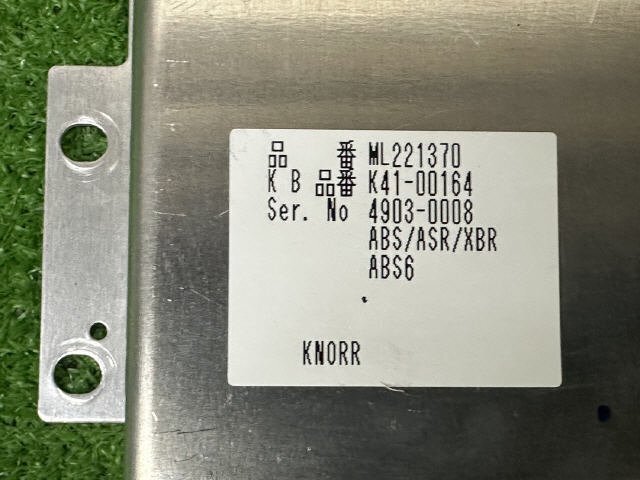 品 番 ML221370
K B 品番 K41-00164
Ser. No 4903-0008
ABS/ASR/XBR
ABS6
KNORR